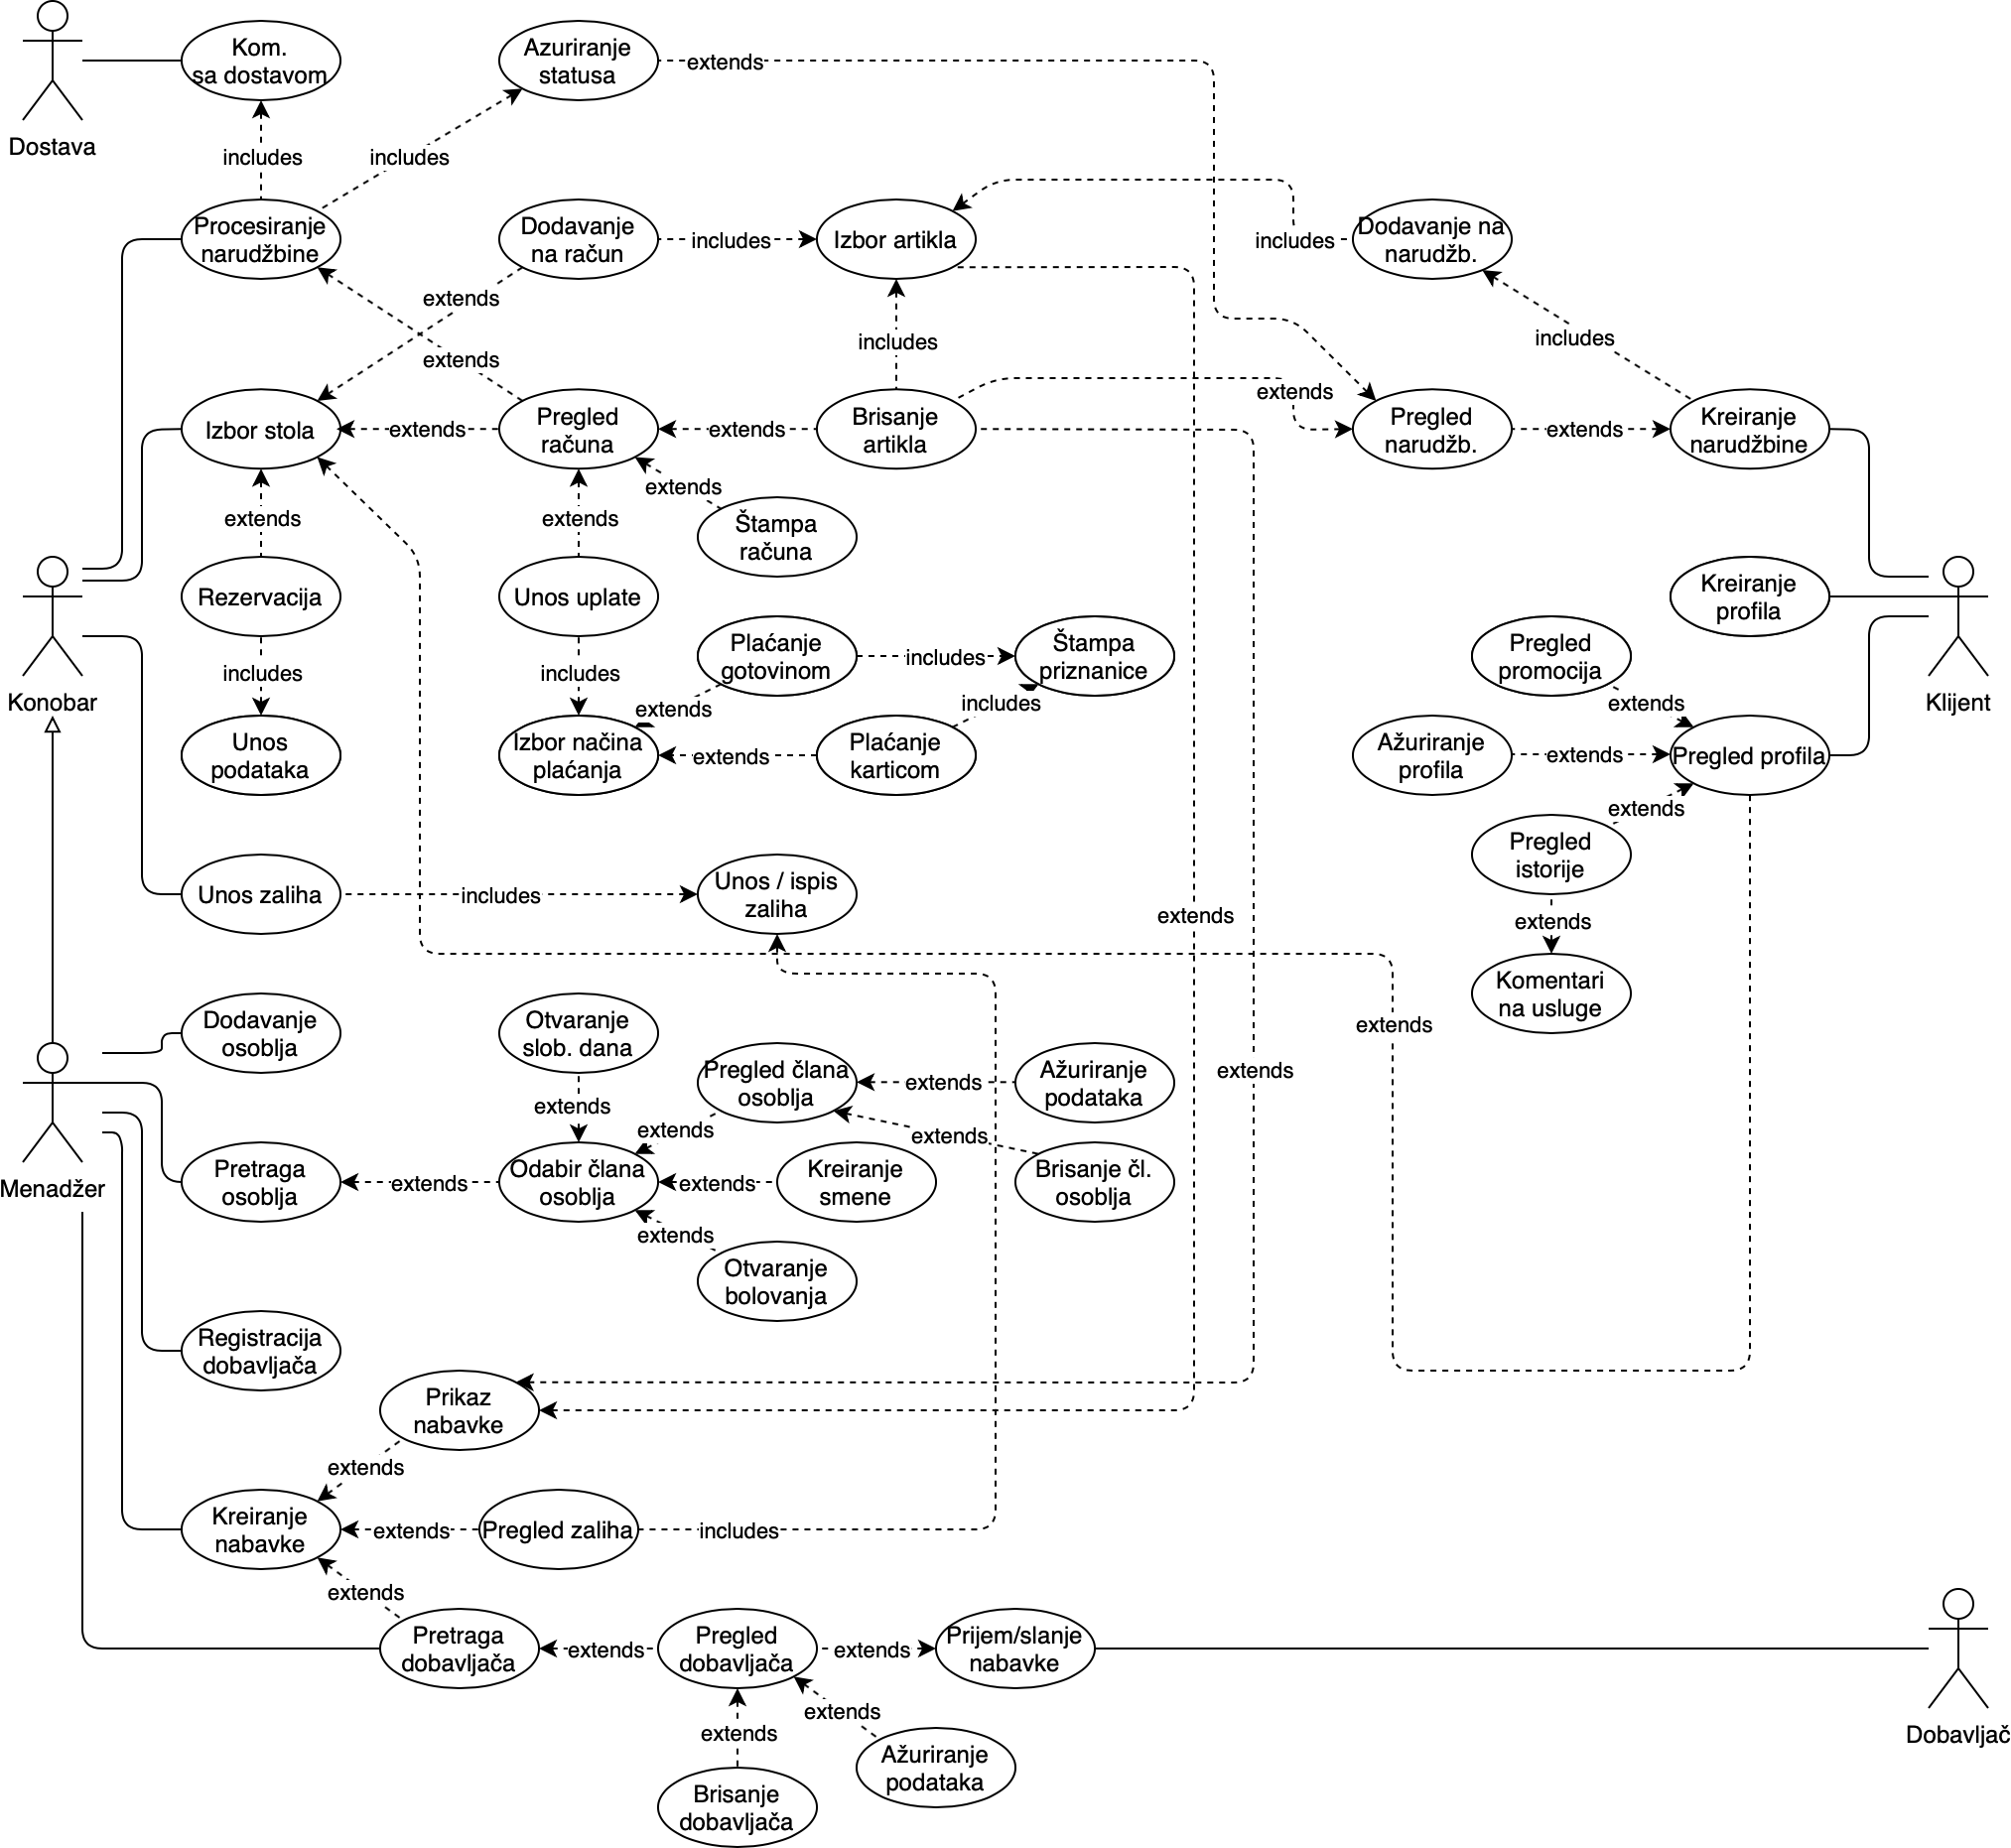 Kom.
sa dostavom
Azuriranje
statusa
extends
Dostava
includes
includes
Procesiranje
narudžbine
Dodavanje
na račun
includes
Izbor artikla
includes
Dodavanje na
narudžb.
extends
extends
includes
includes
extends
Izbor stola
extends
Pregled
računa
extends
Brisanje
artikla
Pregled
narudžb.
extends
Kreiranje
narudžbine
extends
extends
extends
Štampa
računa
Rezervacija
Unos uplate
Kreiranje
profila
Konobar
includes
includes
Plaćanje
gotovinom
includes
Štampa
priznanice
Pregled
promocija
Klijent
extends
includes
extends
Unos
podataka
Izbor načina
plaćanja
extends
Plaćanje
karticom
Ažuriranje
profila
extends
Pregled profila
extends
Pregled
istorije
Unos zaliha
includes
Unos / ispis
zaliha
extends
extends
Komentari
na usluge
Dodavanje
osoblja
Otvaranje
slob. dana
extends
Pregled člana
osoblja
extends
Ažuriranje
podataka
extends
extends
extends
extends
Menadžer
Pretraga
osoblja
extends
Odabir člana
osoblja
extends
Kreiranje
smene
Brisanje čl.
osoblja
extends
Otvaranje
bolovanja
Registracija
dobavljača
Prikaz
nabavke
extends
Kreiranje
nabavke
extends
Pregled zaliha
includes
extends
Pretraga
dobavljača
extends
Pregled
dobavljača
extends
Prijem/slanje
nabavke
Dobavljač
extends
extends
Ažuriranje
podataka
Brisanje
dobavljača